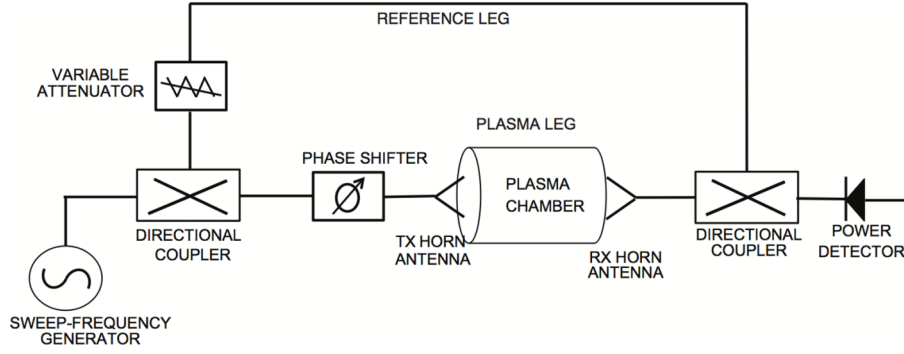 REFERENCE LEG
VARIABLE
ATTENUATOR
PLASMA LEG
PHASE SHIFTER
PLASMA
CHAMBER
DIRECTIONAL
COUPLER
TX HORN
ANTENNA
RX HORN
ANTENNA
DIRECTIONAL
COUPLER
POWER
DETECTOR
SWEEP-FREQUENCY
GENERATOR